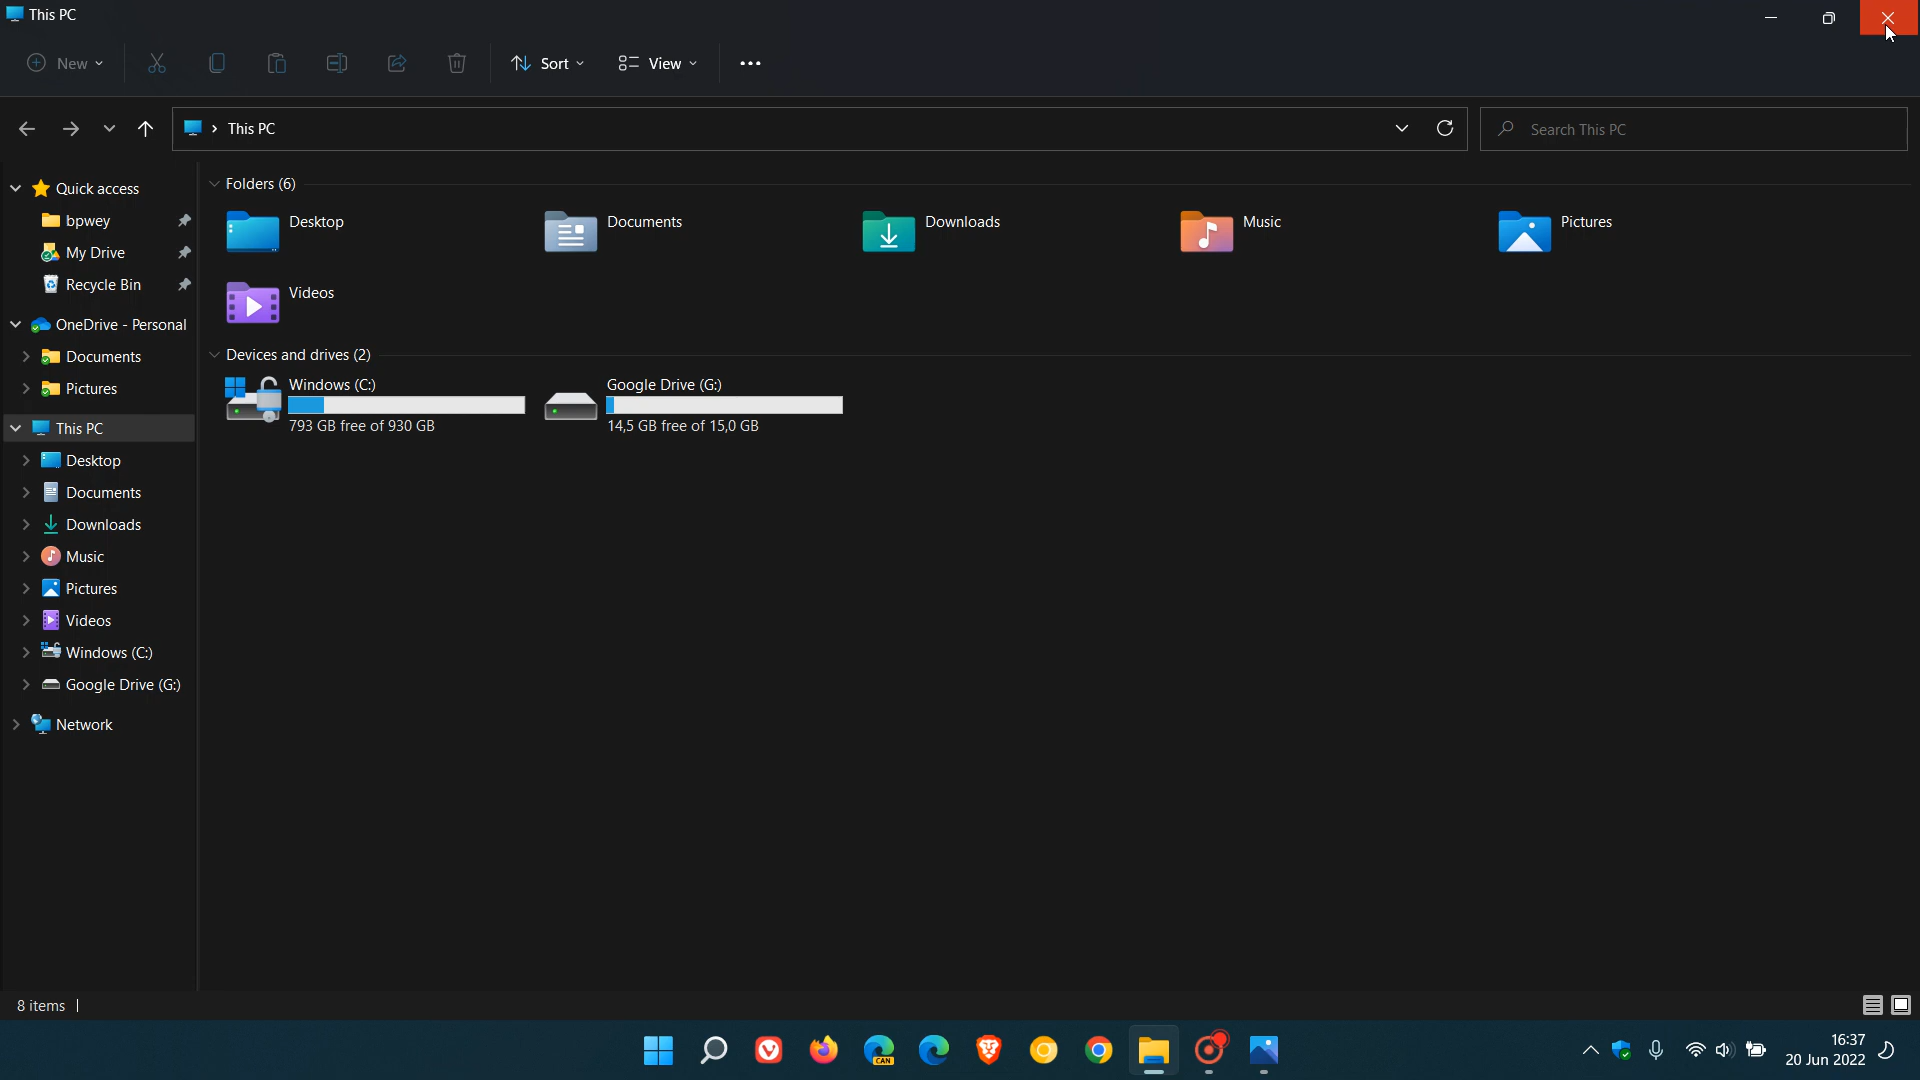 This PC
New
Sort
View
This PC
Search This PC
Quick access
bpwey
My Drive
Recycle Bin
OneDrive - Personal
Documents
Pictures
This PC
Desktop
Documents
Downloads
Music
Pictures
Videos
Windows (C:)
Google Drive (G:)
Network
Folders (6)
Desktop
Documents
Downloads
Music
Pictures
Videos
Devices and drives (2)
Windows (C:)
793 GB free of 930 GB
Google Drive (G:)
14,5 GB free of 15,0 GB
8 items
CAN
16:37
20 Jun 2022